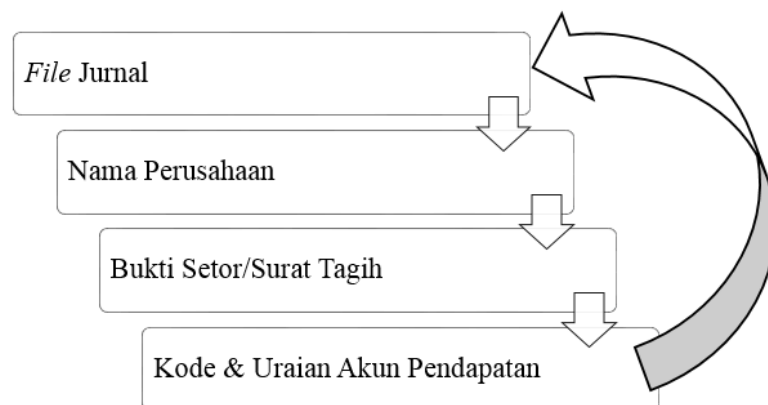 File Jurnal
Nama Perusahaan
Bukti Setor/Surat Tagih
Kode & Uraian Akun Pendapatan